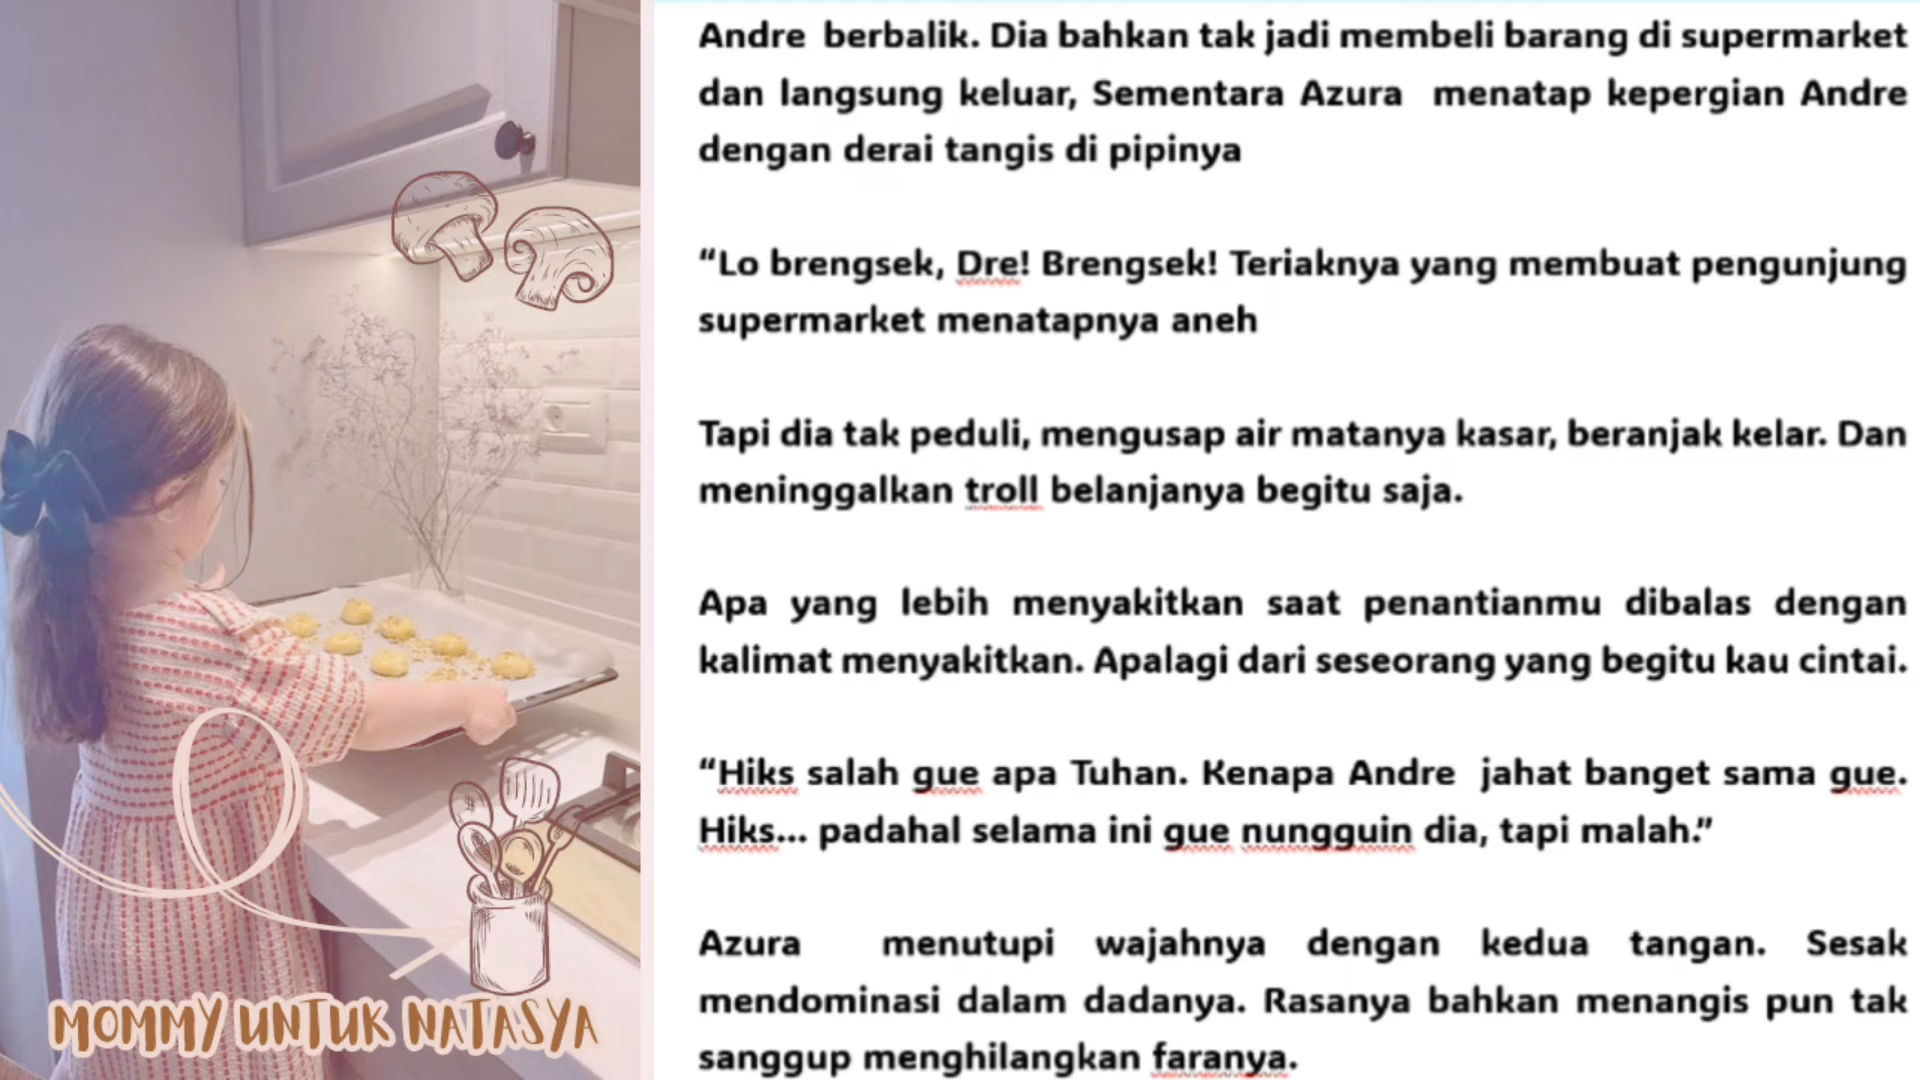 Andre berbalik. Dia bahkan tak jadi membeli barang di supermarket
dan langsung keluar, Sementara Azura menatap kepergian Andre
dengan derai tangis di pipinya
“Lo brengsek, Dre! Brengsek! Teriaknya yang membuat pengunjung
supermarket menatapnya aneh
Tapi dia tak peduli, mengusap air matanya kasar, beranjak kelar. Dan
meninggalkan troll belanjanya begitu saja.
Apa yang lebih menyakitkan saat penantianmu dibalas dengan
kalimat menyakitkan. Apalagi dari seseorang yang begitu kau cintai.
“Hiks salah gue apa Tuhan. Kenapa Andre jahat banget sama gue.
Hiks... padahal selama ini gue nungguin dia, tapi malah.”
Azura menutupi wajahnya dengan kedua tangan. Sesak
mendominasi dalam dadanya. Rasanya bahkan menangis pun tak
sanggup menghilangkan faranya.
MOMMY UNTUK NATASYA